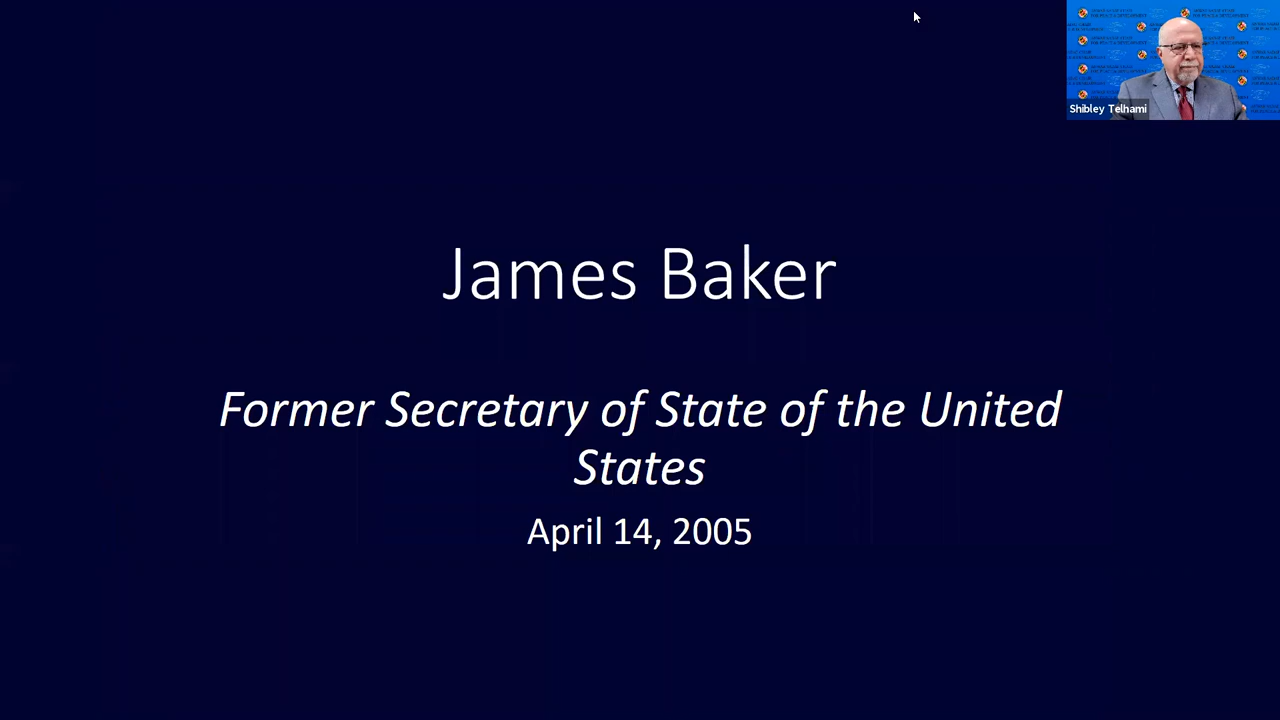 Shibley Telhami
James Baker
Former Secretary of State of the United
States
April 14, 2005